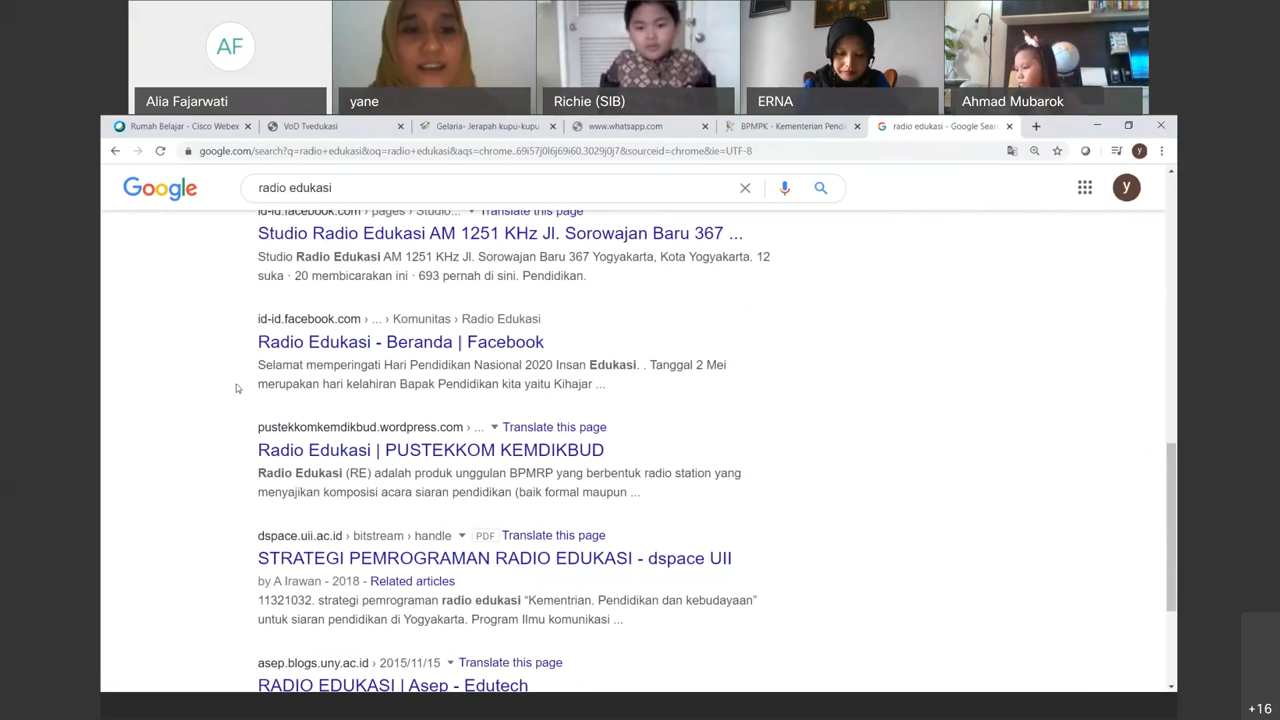 AF
Alia Fajarwati
yane
Richie (SIB)
ERNA
Ahmad Mubarok
Rumah Belajar - Cisco Webex
VoD Tvedukasi
Gelaria- Jerapah kupu-kupu
www.whatsapp.com
BPMPK - Kementerian Pendi
radio edukasi - Google Sear
google.com/search?q=radio+edukasi&oq=radio+edukasi&aqs=chrome..69i57j0l6j69i60.3029j0j7&sourceid=chrome&ie=UTF-8
y
Google
radio edukasi
y
id-id.facebook.com › pages › Studio... Translate this page
Studio Radio Edukasi AM 1251 KHz Jl. Sorowajan Baru 367 ...
Studio Radio Edukasi AM 1251 KHz Jl. Sorowajan Baru 367 Yogyakarta, Kota Yogyakarta. 12
suka · 20 membicarakan ini · 693 pernah di sini. Pendidikan.
id-id.facebook.com › ... › Komunitas › Radio Edukasi
Radio Edukasi - Beranda | Facebook
Selamat memperingati Hari Pendidikan Nasional 2020 Insan Edukasi. . Tanggal 2 Mei
merupakan hari kelahiran Bapak Pendidikan kita yaitu Kihajar ...
pustekkomkemdikbud.wordpress.com › ... Translate this page
Radio Edukasi | PUSTEKKOM KEMDIKBUD
Radio Edukasi (RE) adalah produk unggulan BPMRP yang berbentuk radio station yang
menyajikan komposisi acara siaran pendidikan (baik formal maupun ...
dspace.uii.ac.id › bitstream › handle PDF Translate this page
STRATEGI PEMROGRAMAN RADIO EDUKASI - dspace UII
by A Irawan - 2018 - Related articles
11321032. strategi pemrograman radio edukasi “Kementrian. Pendidikan dan kebudayaan”
untuk siaran pendidikan di Yogyakarta. Program Ilmu komunikasi ...
asep.blogs.uny.ac.id › 2015/11/15 Translate this page
RADIO EDUKASI | Asep - Edutech
+16